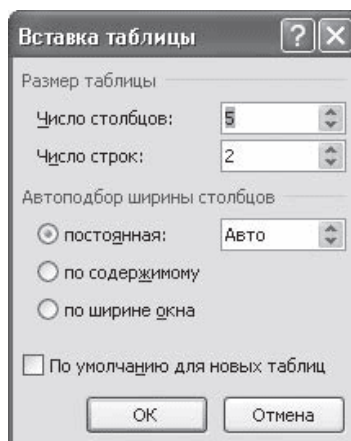 Вставка таблицы
Размер таблицы
Число столбцов: 5
Число строк: 2
Автоподбор ширины столбцов
постоянная: Авто
по содержимому
по ширине окна
По умолчанию для новых таблиц
ОК Отмена